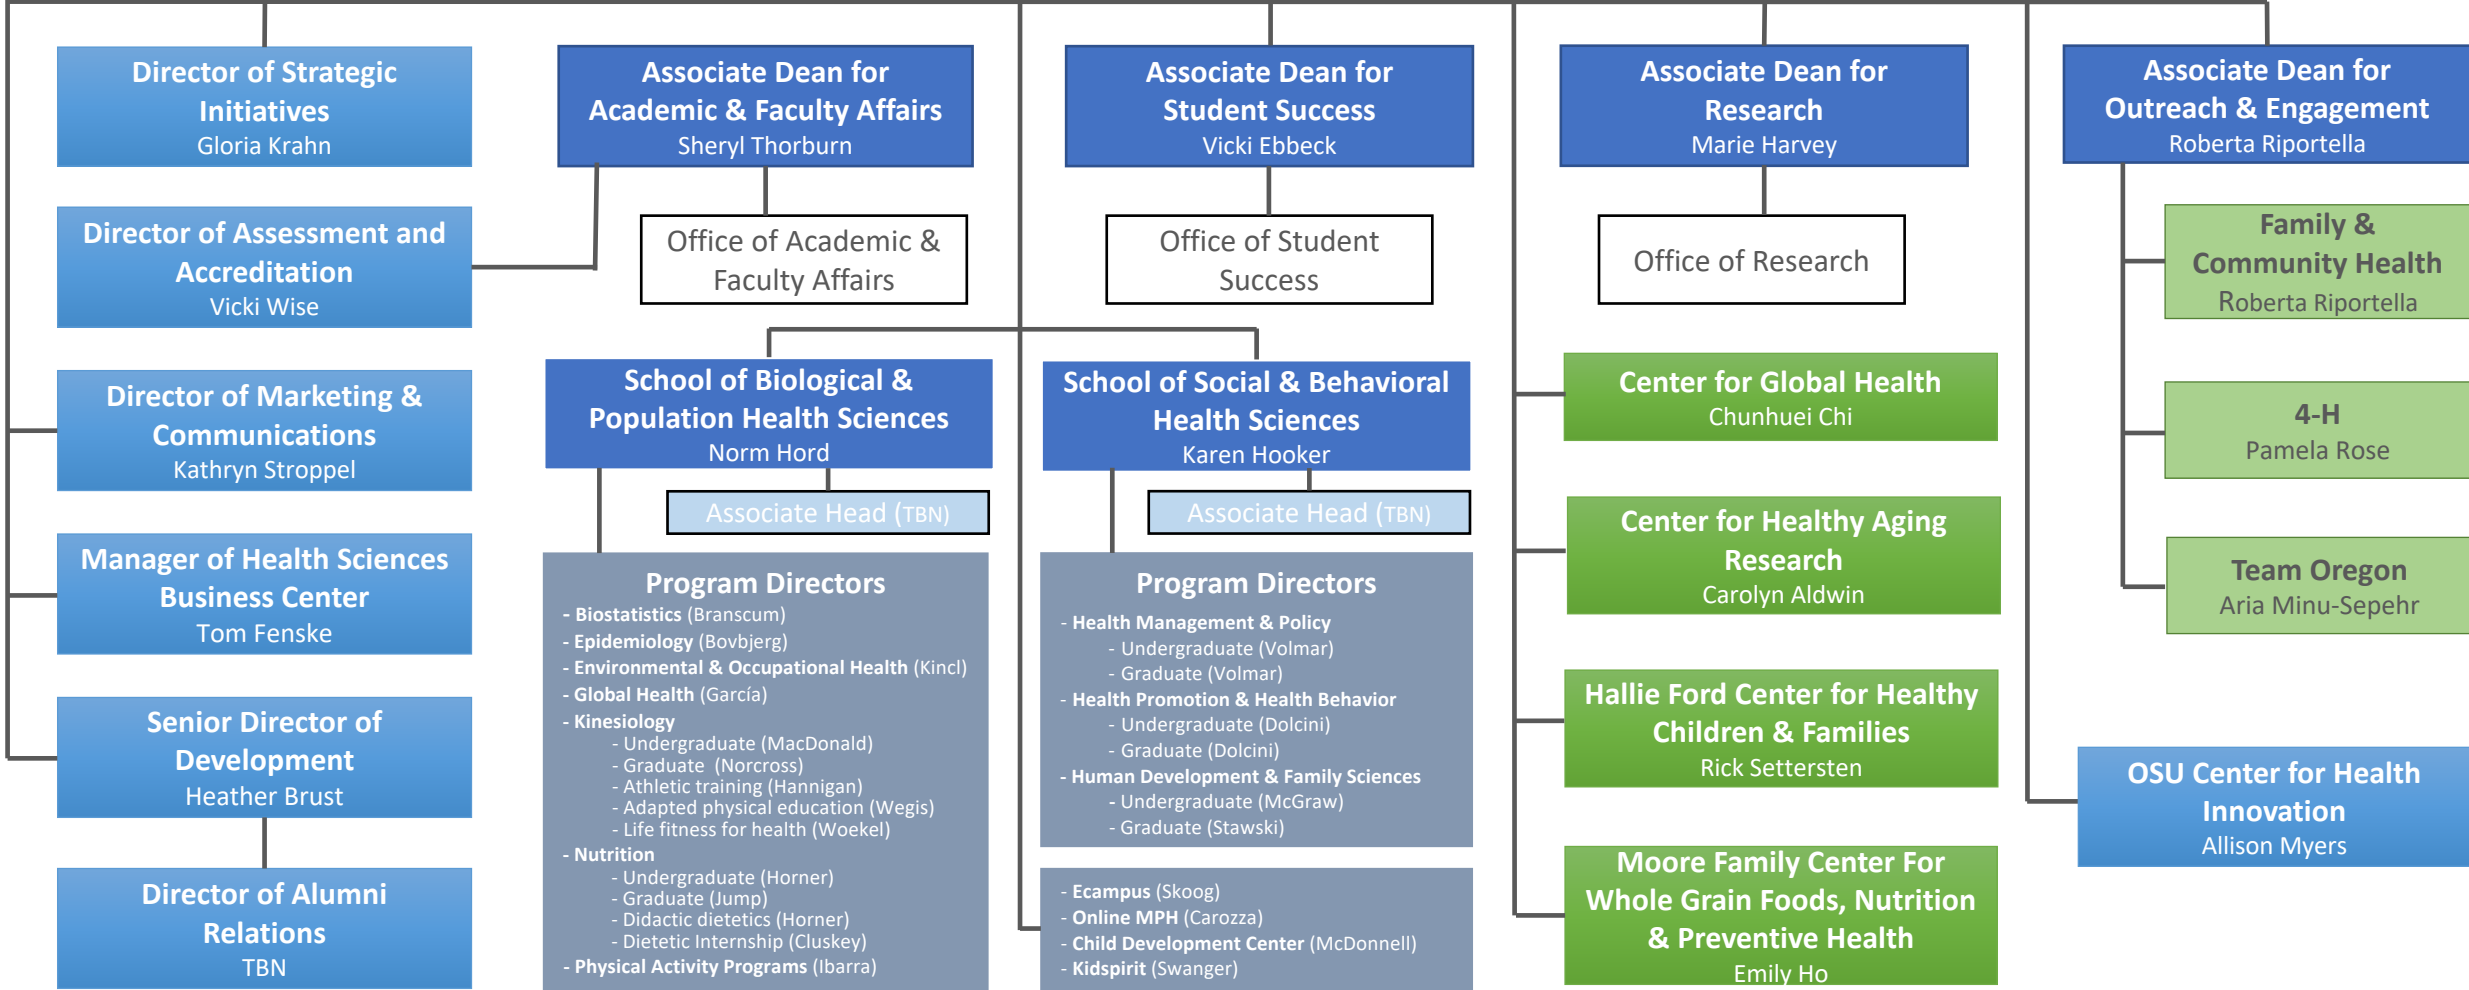 Director of Strategic
Initiatives
Gloria Krahn
Associate Dean for
Academic & Faculty Affairs
Sheryl Thorburn
Associate Dean for
Student Success
Vicki Ebbeck
Associate Dean for
Research
Marie Harvey
Associate Dean for
Outreach & Engagement
Roberta Riportella
Director of Assessment and
Accreditation
Vicki Wise
Office of Academic &
Faculty Affairs
Office of Student
Success
Office of Research
Family &
Community Health
Roberta Riportella
Director of Marketing &
Communications
Kathryn Stroppel
School of Biological &
Population Health Sciences
Norm Hord
Associate Head (TBN)
School of Social & Behavioral
Health Sciences
Karen Hooker
Associate Head (TBN)
Center for Global Health
Chunhuei Chi
4-H
Pamela Rose
Manager of Health Sciences
Business Center
Tom Fenske
Program Directors
- Biostatistics (Branscum)
- Epidemiology (Bovbjerg)
- Environmental & Occupational Health (Kincl)
- Global Health (García)
- Kinesiology
- Undergraduate (MacDonald)
- Graduate (Norcross)
- Athletic training (Hannigan)
- Adapted physical education (Wegis)
- Life fitness for health (Woekel)
- Nutrition
- Undergraduate (Horner)
- Graduate (Jump)
- Didactic dietetics (Horner)
- Dietetic Internship (Cluskey)
- Physical Activity Programs (Ibarra)
Program Directors
- Health Management & Policy
- Undergraduate (Volmar)
- Graduate (Volmar)
- Health Promotion & Health Behavior
- Undergraduate (Dolcini)
- Graduate (Dolcini)
- Human Development & Family Sciences
- Undergraduate (McGraw)
- Graduate (Stawski)
- Ecampus (Skoog)
- Online MPH (Carozza)
- Child Development Center (McDonnell)
- Kidspirit (Swanger)
Center for Healthy Aging
Research
Carolyn Aldwin
Team Oregon
Aria Minu-Sepehr
Senior Director of
Development
Heather Brust
Hallie Ford Center for Healthy
Children & Families
Rick Settersten
OSU Center for Health
Innovation
Allison Myers
Director of Alumni
Relations
TBN
Moore Family Center For
Whole Grain Foods, Nutrition
& Preventive Health
Emily Ho